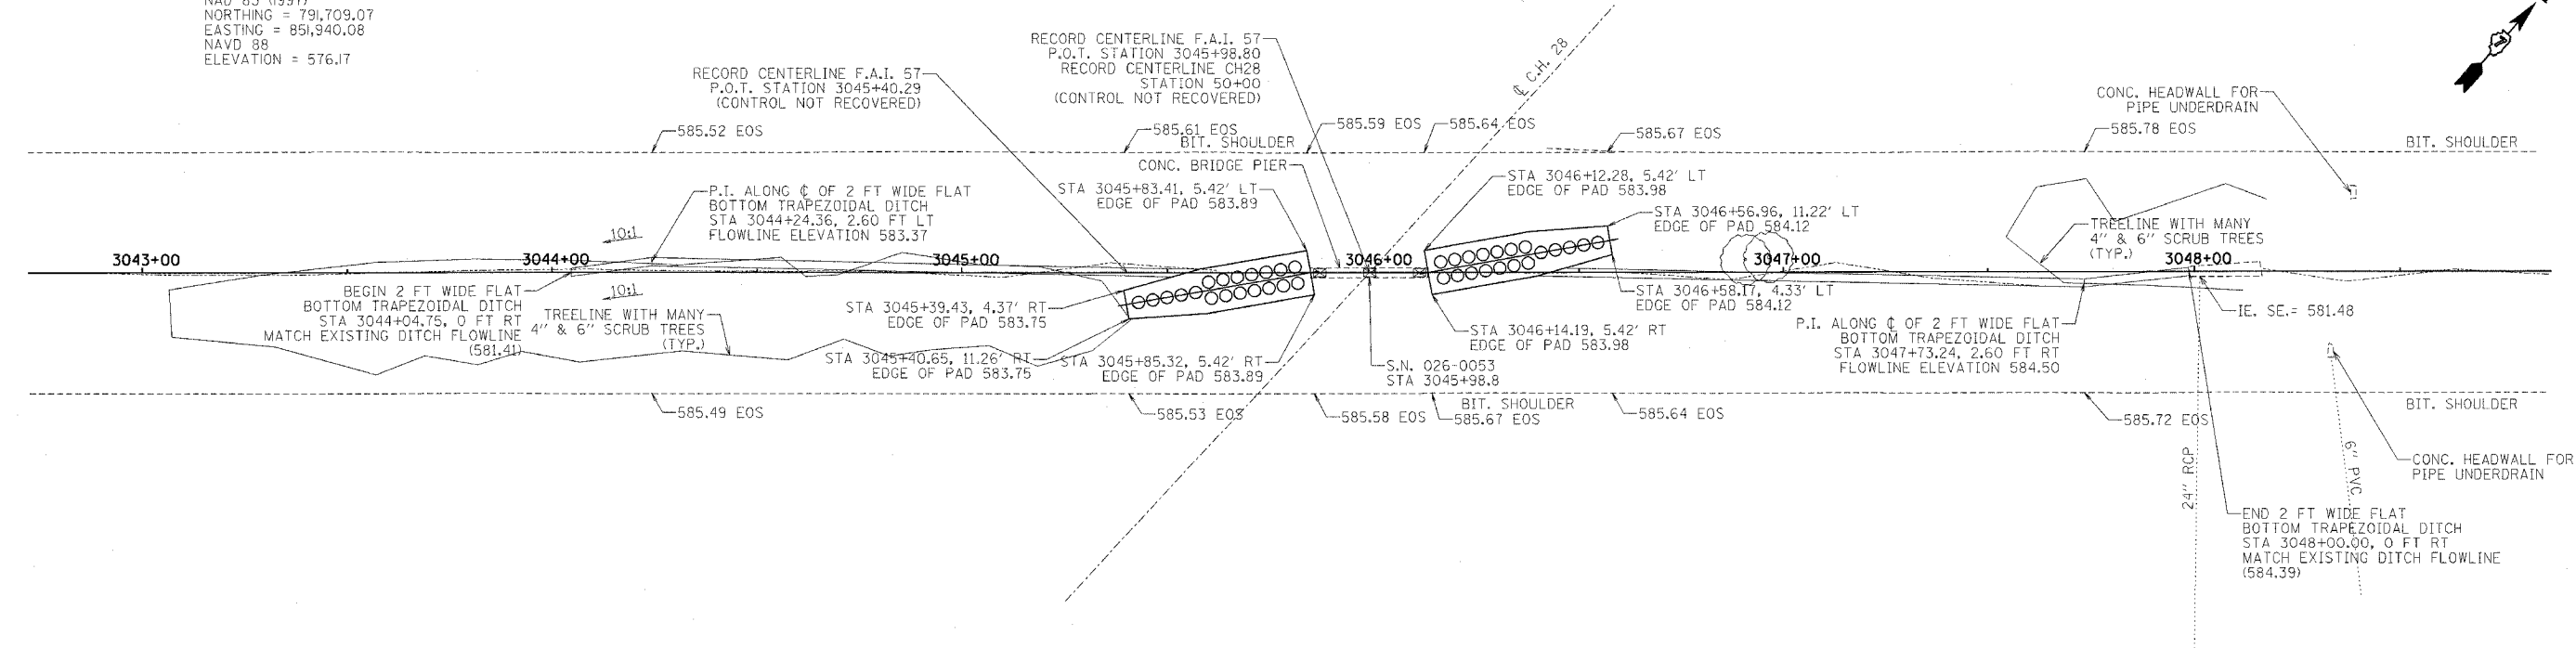 NAD 83 (1997)
NORTHING = 791,709.07
EASTING = 851,940.08
NAVD 88
ELEVATION = 576.17
RECORD CENTERLINE F.A.I. 57
P.O.T. STATION 3045+40.29
(CONTROL NOT RECOVERED)
RECORD CENTERLINE F.A.I. 57
P.O.T. STATION 3045+98.80
RECORD CENTERLINE CH28
STATION 50+00
(CONTROL NOT RECOVERED)
℄ C.H. 28
CONC. HEADWALL FOR
PIPE UNDERDRAIN
585.52 EOS
585.61 EOS
BIT. SHOULDER
585.59 EOS
585.64 EOS
585.67 EOS
585.78 EOS
BIT. SHOULDER
CONC. BRIDGE PIER
P.I. ALONG ℄ OF 2 FT WIDE FLAT
BOTTOM TRAPEZOIDAL DITCH
STA 3044+24.36, 2.60 FT LT
FLOWLINE ELEVATION 583.37
STA 3045+83.41, 5.42' LT
EDGE OF PAD 583.89
STA 3046+12.28, 5.42' LT
EDGE OF PAD 583.98
STA 3046+56.96, 11.22' LT
EDGE OF PAD 584.12
TREELINE WITH MANY
4" & 6" SCRUB TREES
(TYP.)
10:1
3043+00
3044+00
3045+00
3046+00
3047+00
3048+00
10:1
BEGIN 2 FT WIDE FLAT
BOTTOM TRAPEZOIDAL DITCH
STA 3044+04.75, 0 FT RT
MATCH EXISTING DITCH FLOWLINE
(581.41)
TREELINE WITH MANY
4" & 6" SCRUB TREES
(TYP.)
STA 3045+39.43, 4.37' RT
EDGE OF PAD 583.75
STA 3045+40.65, 11.26' RT
EDGE OF PAD 583.75
STA 3045+85.32, 5.42' RT
EDGE OF PAD 583.89
S.N. 026-0053
STA 3045+98.8
STA 3046+14.19, 5.42' RT
EDGE OF PAD 583.98
STA 3046+58.17, 4.33' LT
EDGE OF PAD 584.12
P.I. ALONG ℄ OF 2 FT WIDE FLAT
BOTTOM TRAPEZOIDAL DITCH
STA 3047+73.24, 2.60 FT RT
FLOWLINE ELEVATION 584.50
IE. SE.= 581.48
585.49 EOS
585.53 EOS
585.58 EOS
BIT. SHOULDER
585.67 EOS
585.64 EOS
585.72 EOS
BIT. SHOULDER
24" RCP
6" PVC
CONC. HEADWALL FOR
PIPE UNDERDRAIN
END 2 FT WIDE FLAT
BOTTOM TRAPEZOIDAL DITCH
STA 3048+00.00, 0 FT RT
MATCH EXISTING DITCH FLOWLINE
(584.39)